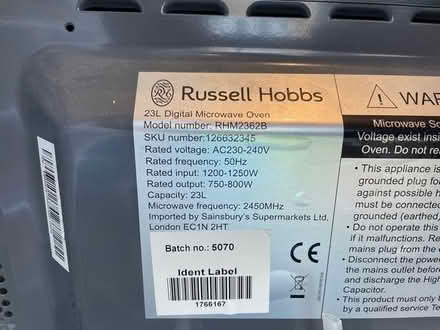 Russell Hobbs
23L Digital Microwave Oven
Model number: RHM2362B
SKU number: 126632345
Rated voltage: AC230-240V
Rated frequency: 50Hz
Rated input: 1200-1250W
Rated output: 750-800W
Capacity: 23L
Microwave frequency: 2450MHz
Imported by Sainsbury's Supermarkets Ltd,
London EC1N 2HT
Batch no.: 5070
Ident Label
1766167
CE
WAR
Microwave So
Voltage exist insi
Oven. Do not re
• This appliance is
grounded plug fo
against possible h
must be connected
grounded (earthed
• Do not operate this
if it malfunctions. Re
mains plug from the
• Disconnect the power
the mains outlet before
and discharge the High
Capacitor.
• This product must only b
by a qualified service Te